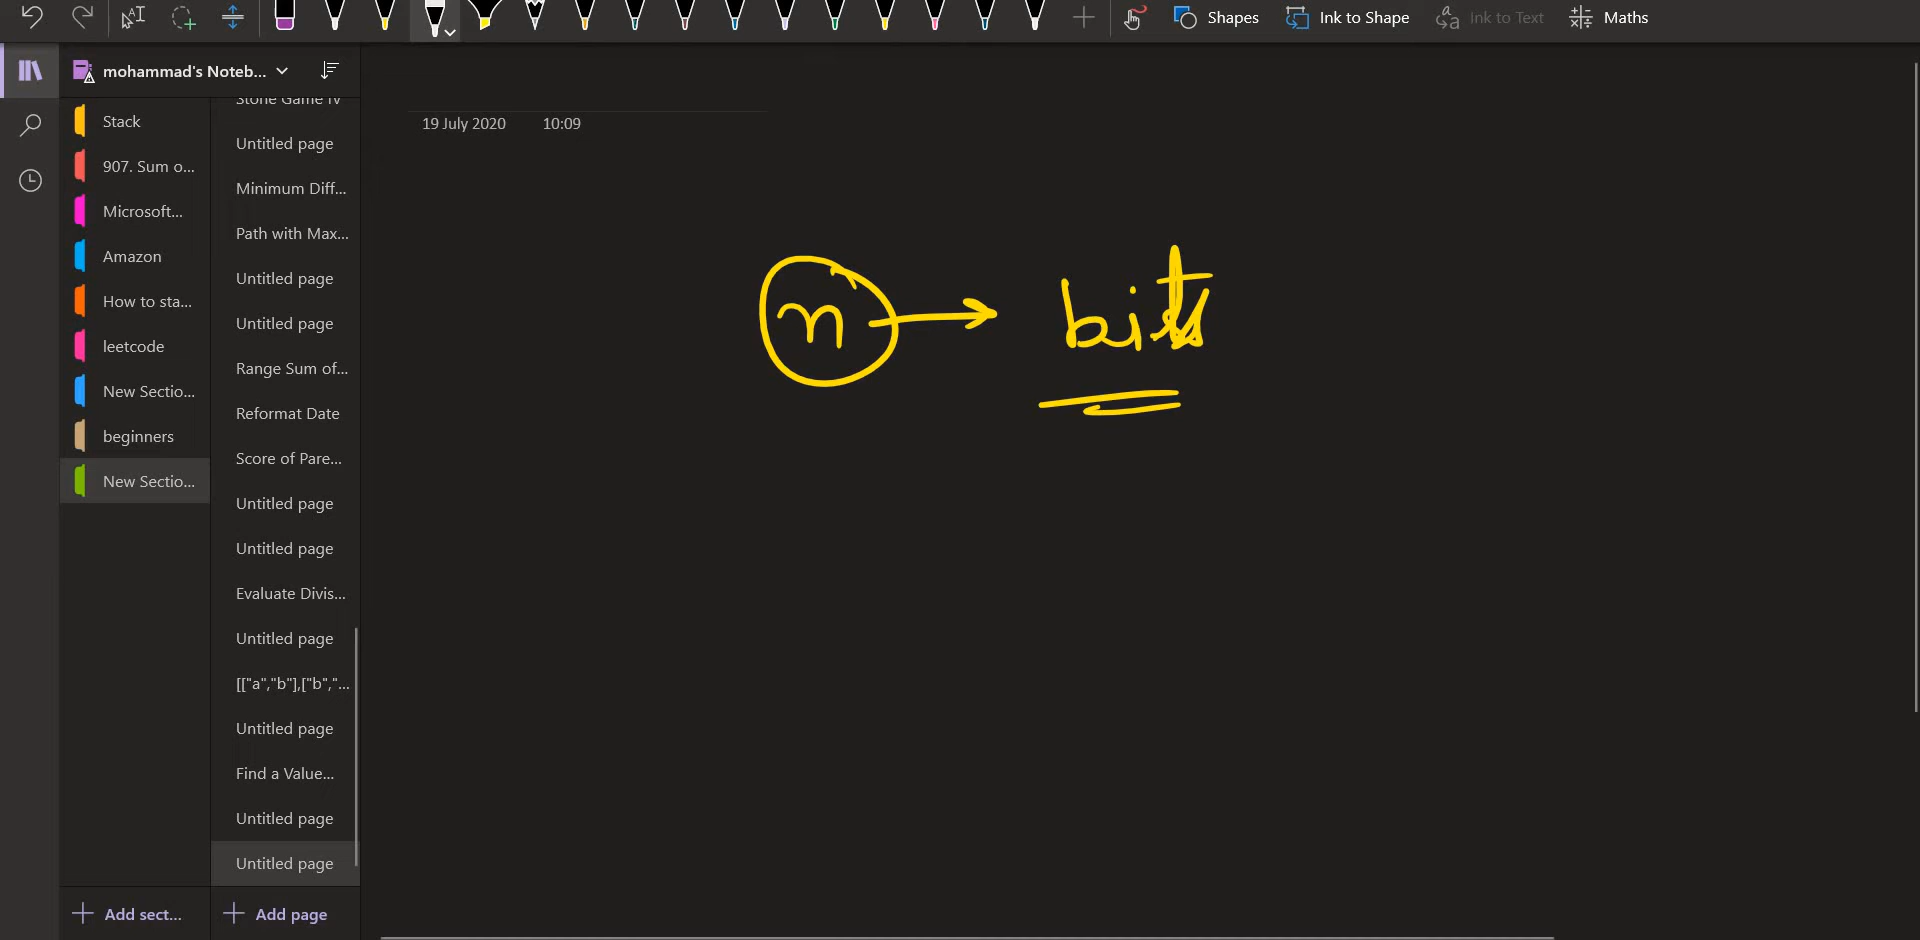 Shapes
Ink to Shape
Ink to Text
Maths
mohammad's Noteb...
Stack
907. Sum o...
Microsoft...
Amazon
How to sta...
leetcode
New Sectio...
beginners
New Sectio...
Add sect...
Stone Game IV
Untitled page
Minimum Diff...
Path with Max...
Untitled page
Untitled page
Range Sum of...
Reformat Date
Score of Pare...
Untitled page
Untitled page
Evaluate Divis...
Untitled page
[["a","b"],["b","...
Untitled page
Find a Value...
Untitled page
Untitled page
Add page
19 July 2020 10:09
n → bits